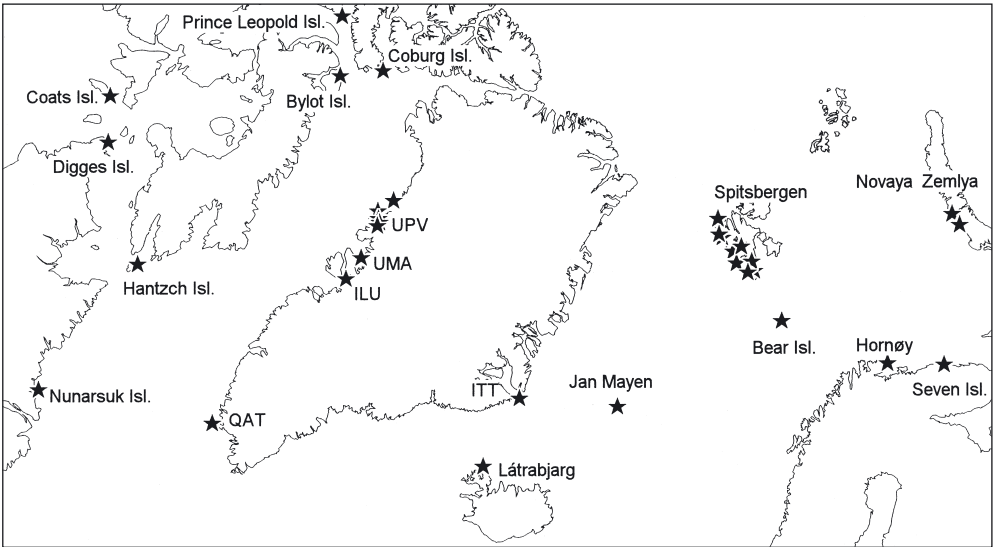 Prince Leopold Isl.
Coburg Isl.
Coats Isl.
Bylot Isl.
Digges Isl.
Novaya Zemlya
Spitsbergen
UPV
UMA
Hantzch Isl.
ILU
Bear Isl.
Hornøy
Jan Mayen
ITT
Seven Isl.
Nunarsuk Isl.
QAT
Látrabjarg